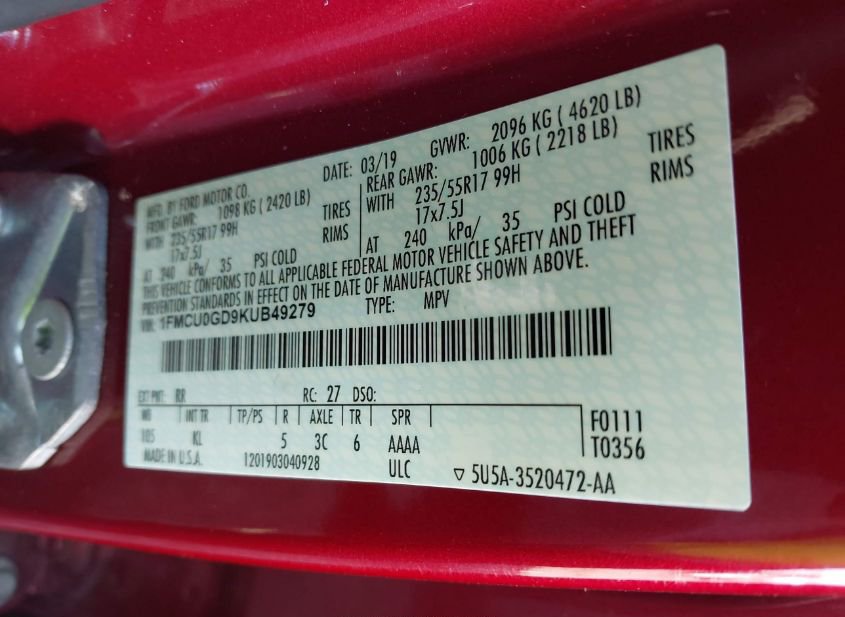 MFD. BY FORD MOTOR CO.
DATE: 03/19
GVWR: 2096 KG ( 4620 LB)
FRONT GAWR: 1098 KG ( 2420 LB)
REAR GAWR: 1006 KG ( 2218 LB)
WITH 235/55R17 99H TIRES
WITH 235/55R17 99H TIRES
17x7.5J RIMS
17x7.5J RIMS
AT 240 kPa/ 35 PSI COLD
AT 240 kPa/ 35 PSI COLD
THIS VEHICLE CONFORMS TO ALL APPLICABLE FEDERAL MOTOR VEHICLE SAFETY AND THEFT
PREVENTION STANDARDS IN EFFECT ON THE DATE OF MANUFACTURE SHOWN ABOVE.
VIN: 1FMCU0GD9KUB49279
TYPE: MPV
EXT PNT: RR RC: 27 DSO:
WB INT TR TP/PS R AXLE TR SPR
105 KL 5 3C 6 AAAA
F0111
T0356
MADE IN U.S.A. 1201903040928 ULC
▽ 5U5A-3520472-AA